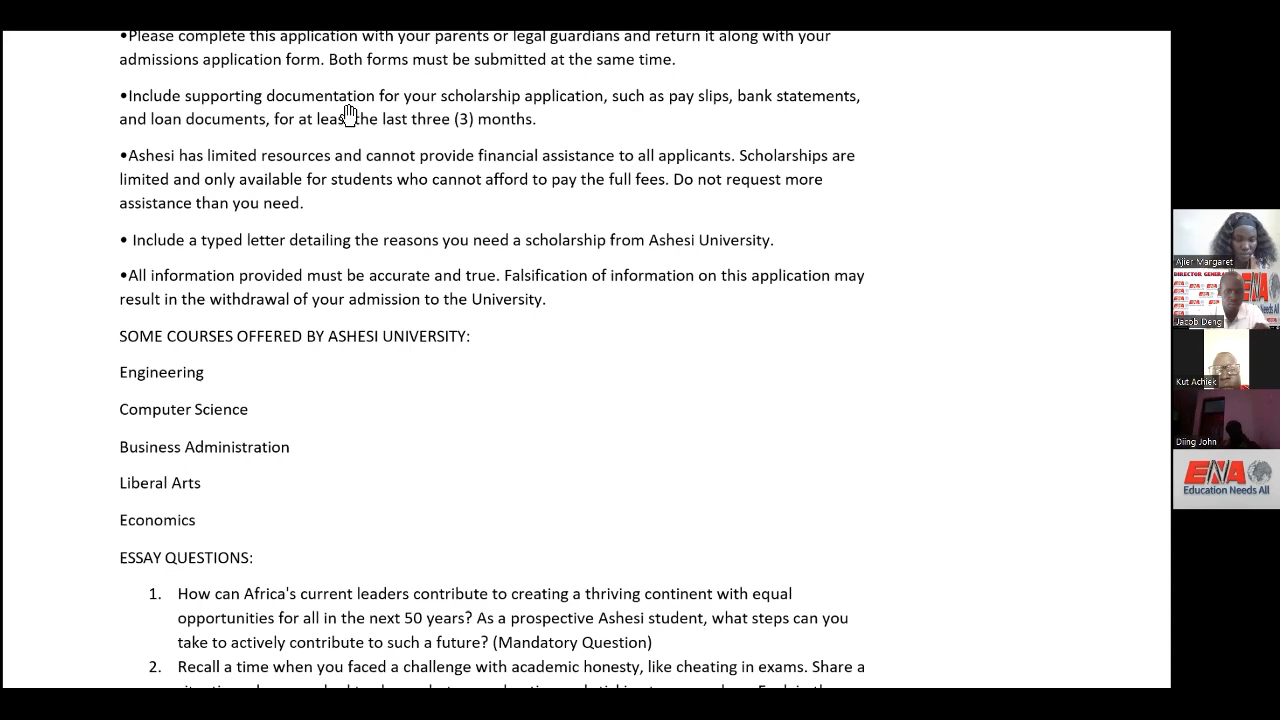 •Please complete this application with your parents or legal guardians and return it along with your
admissions application form. Both forms must be submitted at the same time.
•Include supporting documentation for your scholarship application, such as pay slips, bank statements,
and loan documents, for at least the last three (3) months.
•Ashesi has limited resources and cannot provide financial assistance to all applicants. Scholarships are
limited and only available for students who cannot afford to pay the full fees. Do not request more
assistance than you need.
• Include a typed letter detailing the reasons you need a scholarship from Ashesi University.
•All information provided must be accurate and true. Falsification of information on this application may
result in the withdrawal of your admission to the University.
SOME COURSES OFFERED BY ASHESI UNIVERSITY:
Engineering
Computer Science
Business Administration
Liberal Arts
Economics
ESSAY QUESTIONS:
1. How can Africa's current leaders contribute to creating a thriving continent with equal
opportunities for all in the next 50 years? As a prospective Ashesi student, what steps can you
take to actively contribute to such a future? (Mandatory Question)
2. Recall a time when you faced a challenge with academic honesty, like cheating in exams. Share a
Ajier Margaret
DIRECTOR GENERAL
ENA
Jacob Deng
Kut Achiek
Diing John
ENA
Education Needs All